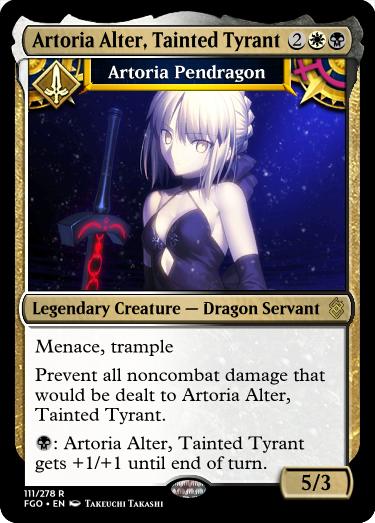 Artoria Alter, Tainted Tyrant 2
Artoria Pendragon
Legendary Creature — Dragon Servant
Menace, trample
Prevent all noncombat damage that
would be dealt to Artoria Alter,
Tainted Tyrant.
: Artoria Alter, Tainted Tyrant
gets +1/+1 until end of turn.
5/3
111/278 R
FGO • EN Takeuchi Takashi